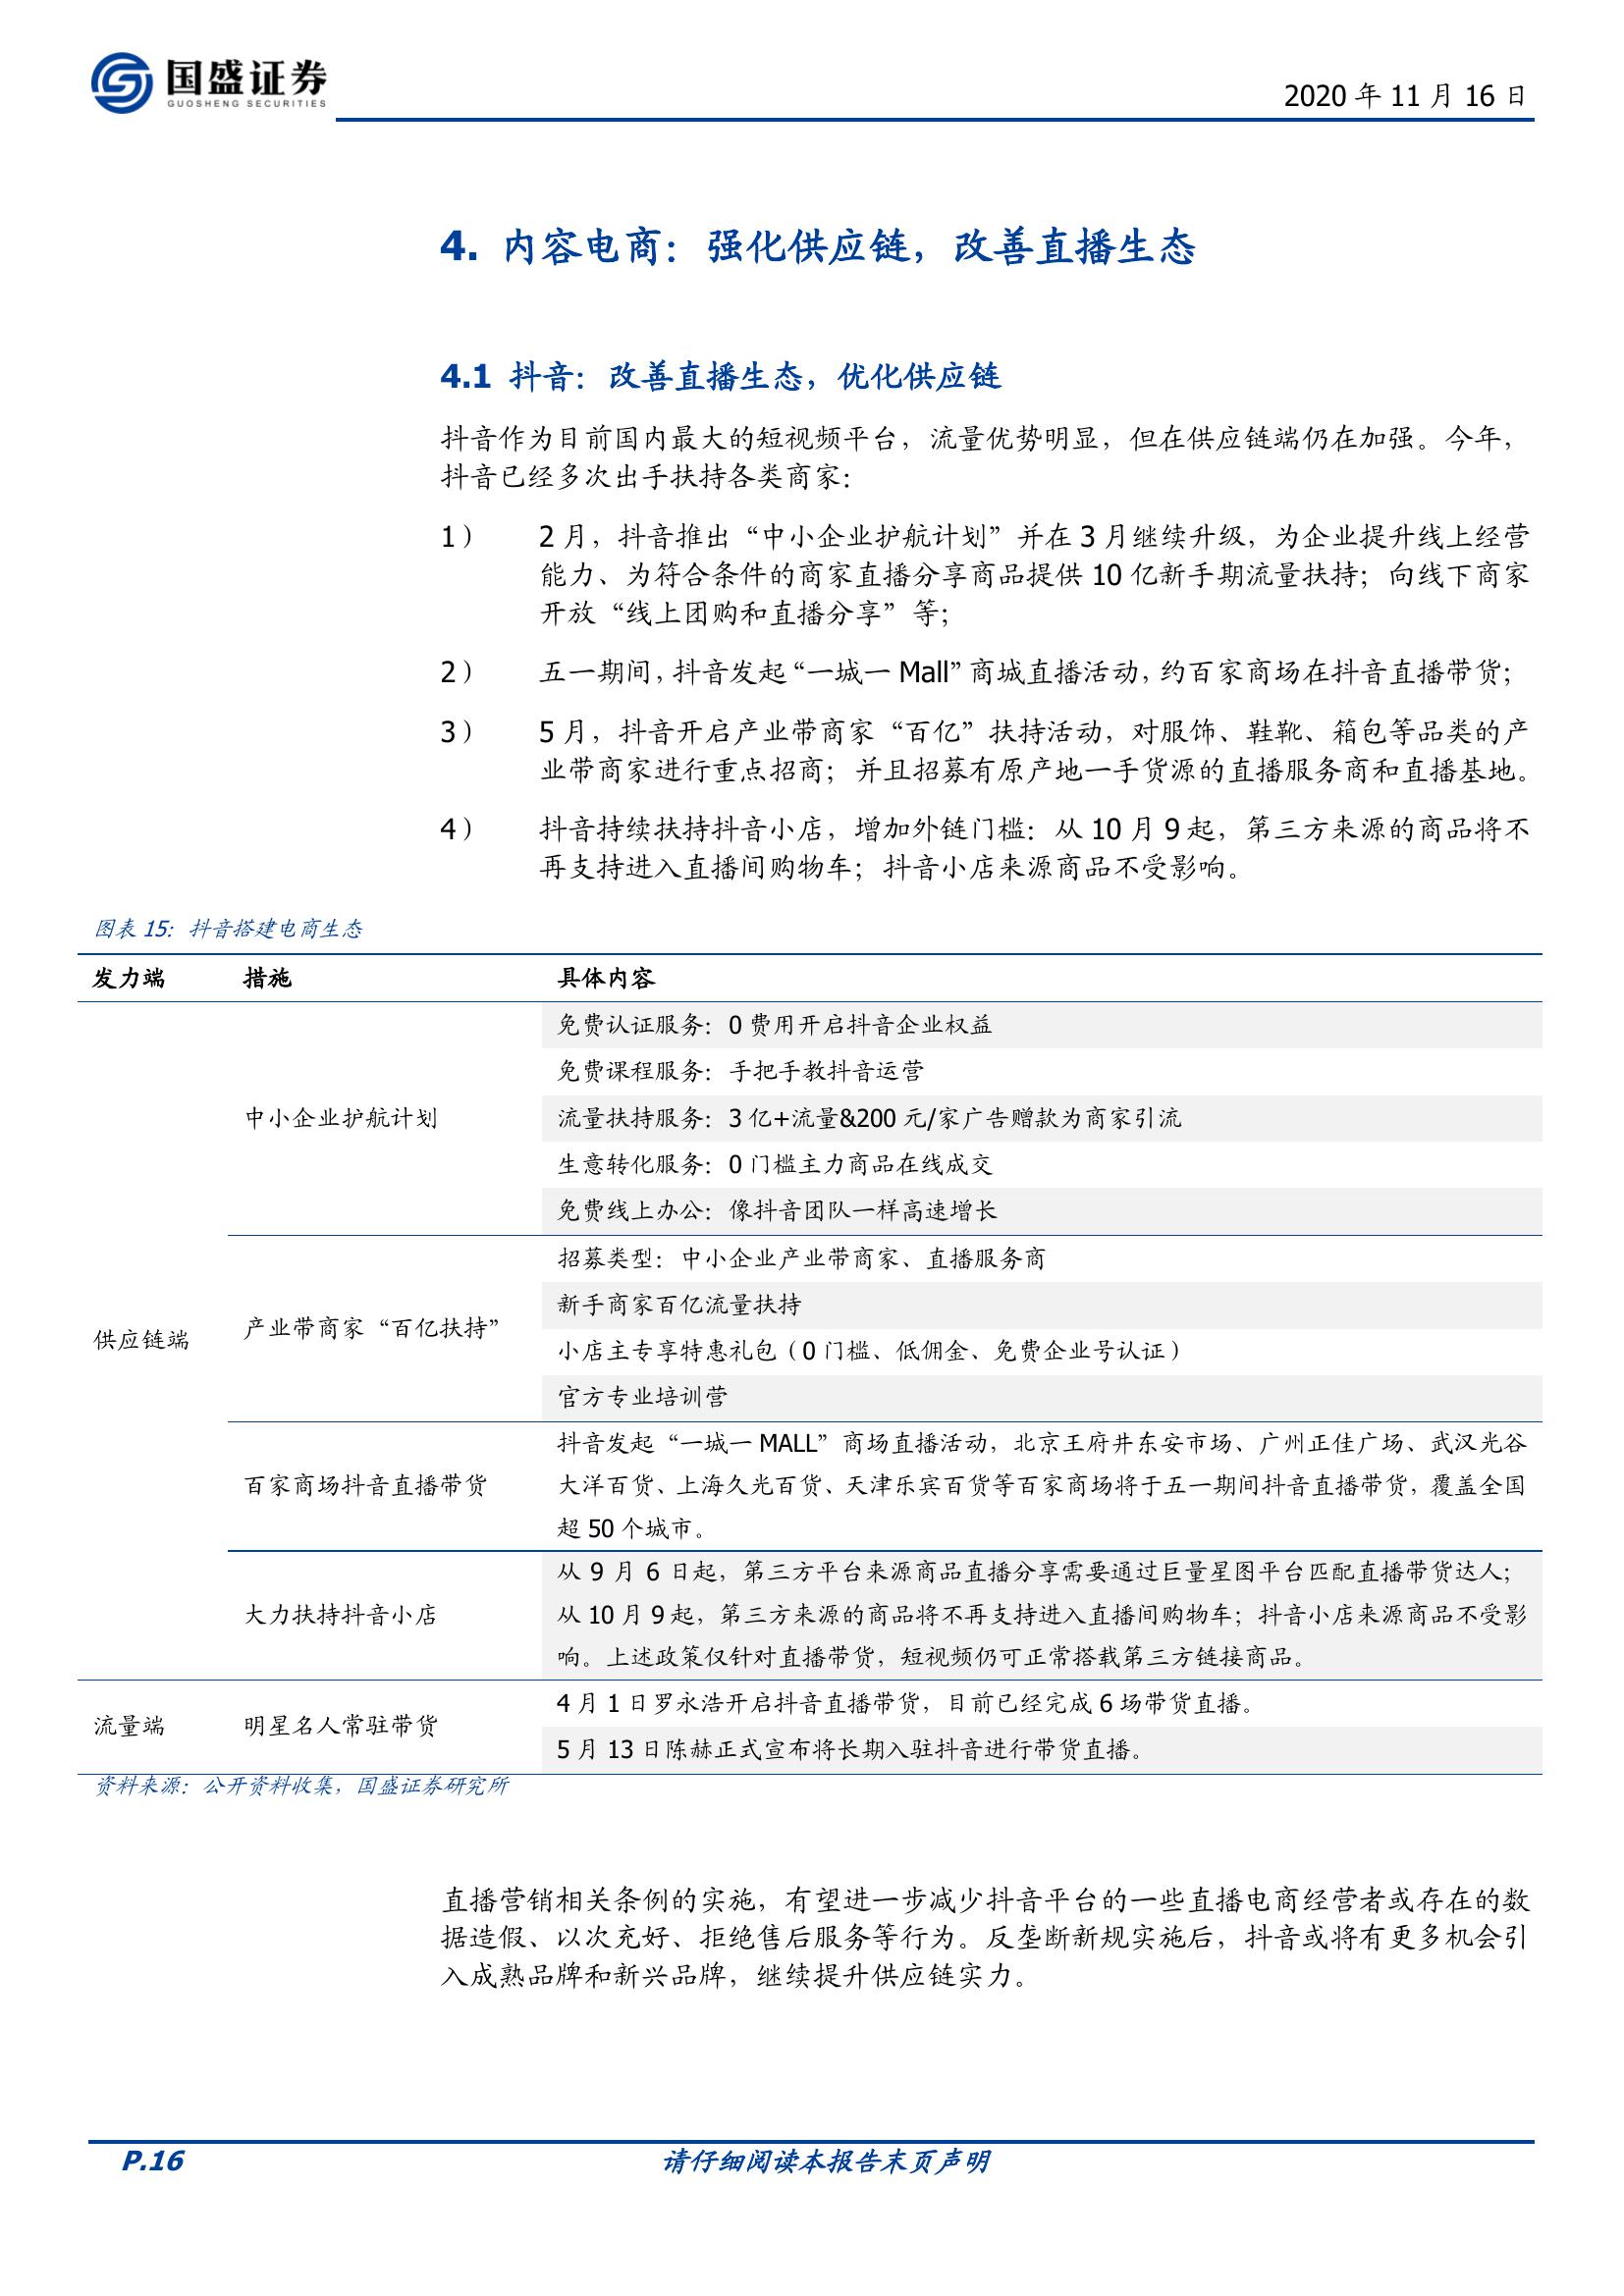 国盛证券
GUOSHENG SECURITIES
2020 年 11 月 16 日
4. 内容电商：强化供应链，改善直播生态
4.1 抖音：改善直播生态，优化供应链
抖音作为目前国内最大的短视频平台，流量优势明显，但在供应链端仍在加强。今年，
抖音已经多次出手扶持各类商家：
1） 2 月，抖音推出“中小企业护航计划”并在 3 月继续升级，为企业提升线上经营
能力、为符合条件的商家直播分享商品提供 10 亿新手期流量扶持；向线下商家
开放“线上团购和直播分享”等；
2） 五一期间，抖音发起“一城一 Mall”商城直播活动，约百家商场在抖音直播带货；
3） 5 月，抖音开启产业带商家“百亿”扶持活动，对服饰、鞋靴、箱包等品类的产
业带商家进行重点招商；并且招募有原产地一手货源的直播服务商和直播基地。
4） 抖音持续扶持抖音小店，增加外链门槛：从 10 月 9 起，第三方来源的商品将不
再支持进入直播间购物车；抖音小店来源商品不受影响。
图表 15：抖音搭建电商生态
发力端 措施 具体内容
免费认证服务：0 费用开启抖音企业权益
免费课程服务：手把手教抖音运营
中小企业护航计划 流量扶持服务：3 亿+流量&200 元/家广告赠款为商家引流
生意转化服务：0 门槛主力商品在线成交
免费线上办公：像抖音团队一样高速增长
招募类型：中小企业产业带商家、直播服务商
新手商家百亿流量扶持
供应链端 产业带商家“百亿扶持”
小店主专享特惠礼包（0 门槛、低佣金、免费企业号认证）
官方专业培训营
抖音发起“一城一 MALL”商场直播活动，北京王府井东安市场、广州正佳广场、武汉光谷
百家商场抖音直播带货 大洋百货、上海久光百货、天津乐宾百货等百家商场将于五一期间抖音直播带货，覆盖全国
超 50 个城市。
从 9 月 6 日起，第三方平台来源商品直播分享需要通过巨量星图平台匹配直播带货达人；
大力扶持抖音小店 从 10 月 9 起，第三方来源的商品将不再支持进入直播间购物车；抖音小店来源商品不受影
响。上述政策仅针对直播带货，短视频仍可正常搭载第三方链接商品。
4 月 1 日罗永浩开启抖音直播带货，目前已经完成 6 场带货直播。
流量端 明星名人常驻带货
5 月 13 日陈赫正式宣布将长期入驻抖音进行带货直播。
资料来源：公开资料收集，国盛证券研究所
直播营销相关条例的实施，有望进一步减少抖音平台的一些直播电商经营者或存在的数
据造假、以次充好、拒绝售后服务等行为。反垄断新规实施后，抖音或将有更多机会引
入成熟品牌和新兴品牌，继续提升供应链实力。
P.16 请仔细阅读本报告末页声明